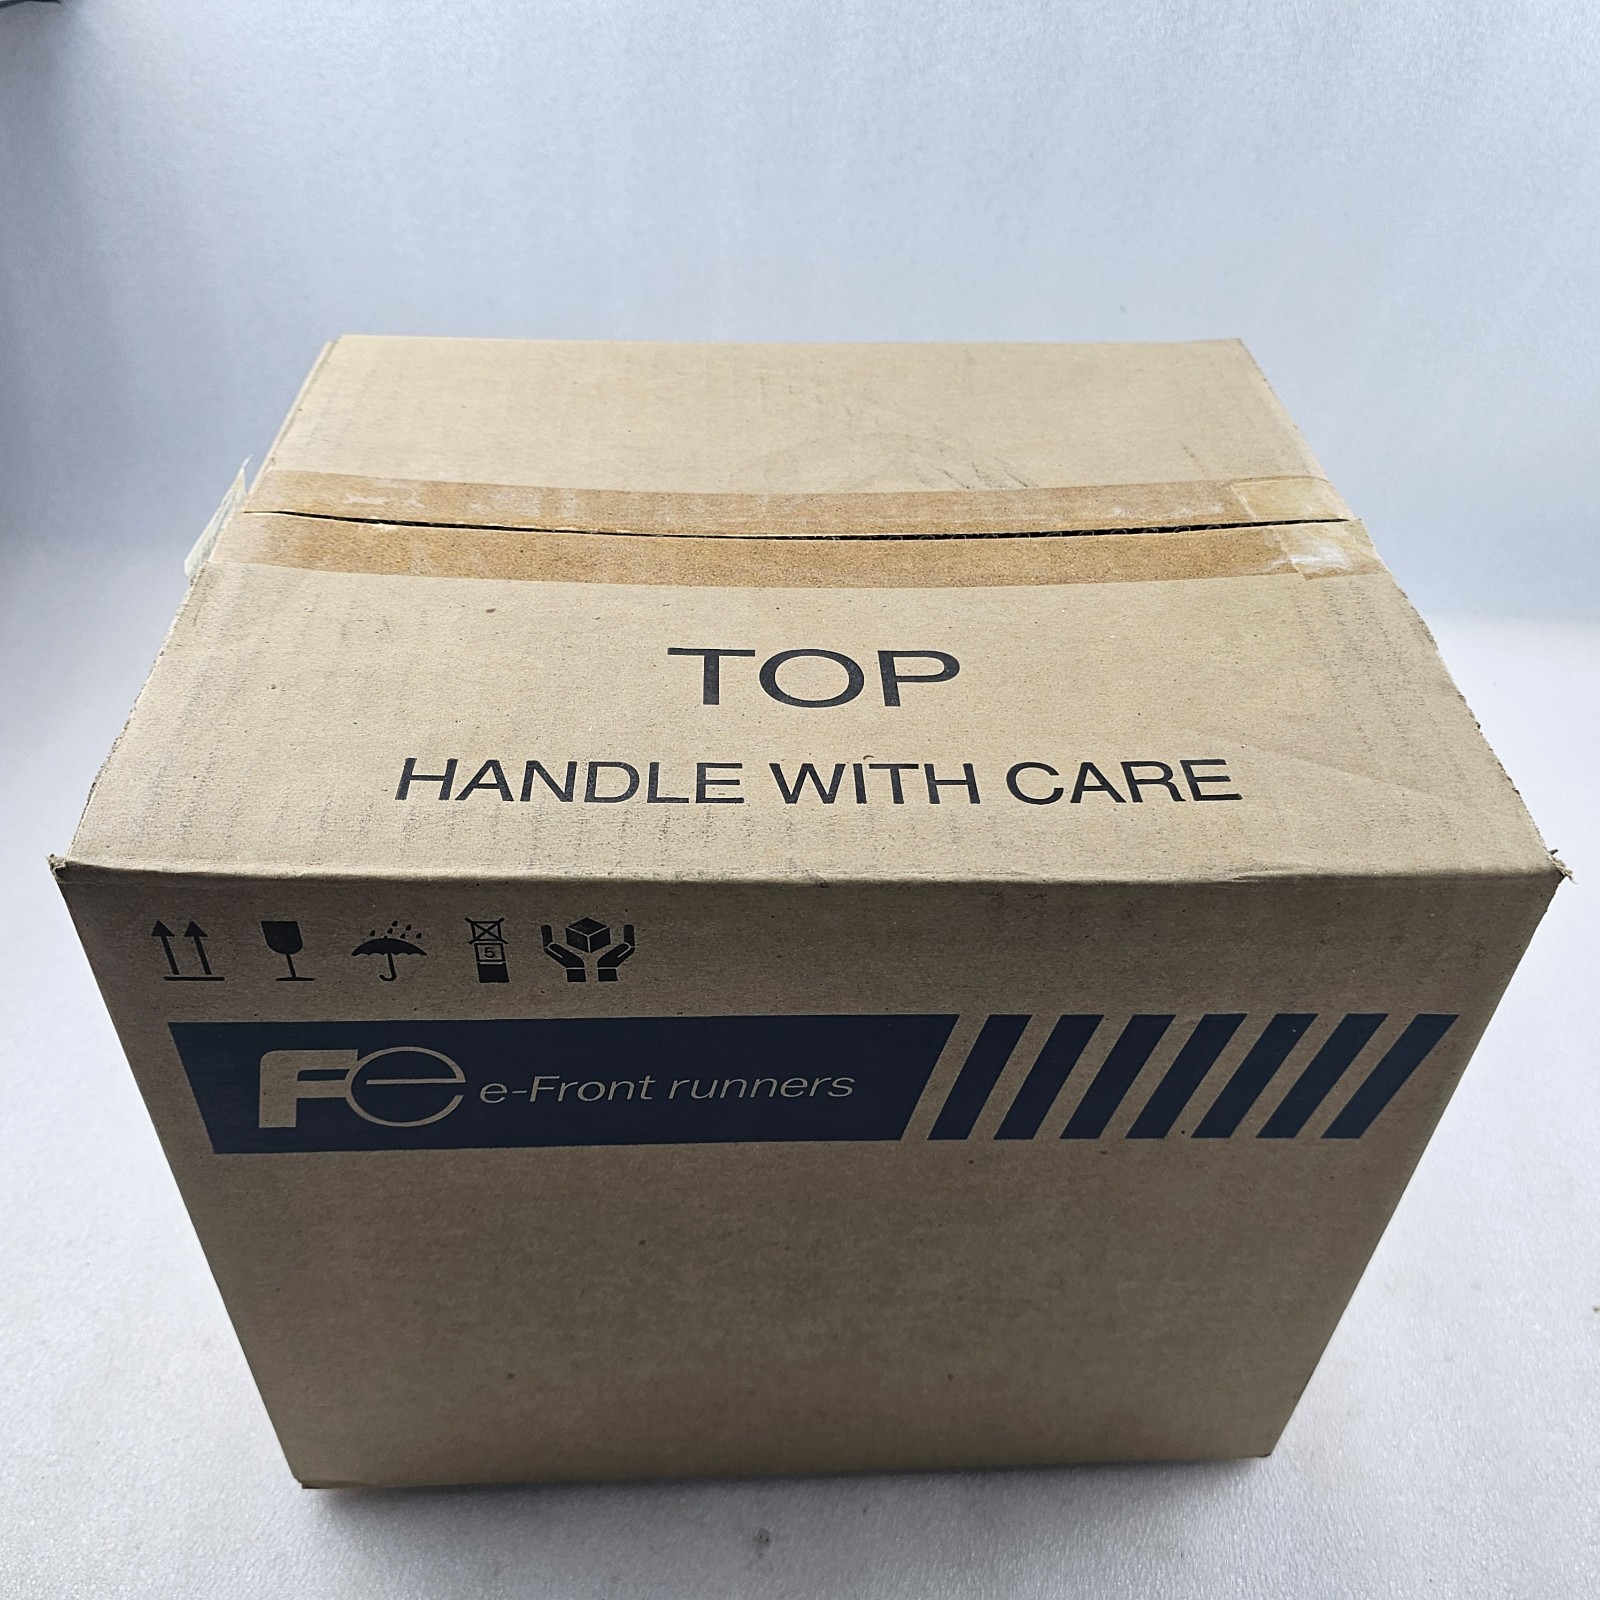 TOP
HANDLE WITH CARE
5
Fe e-Front runners